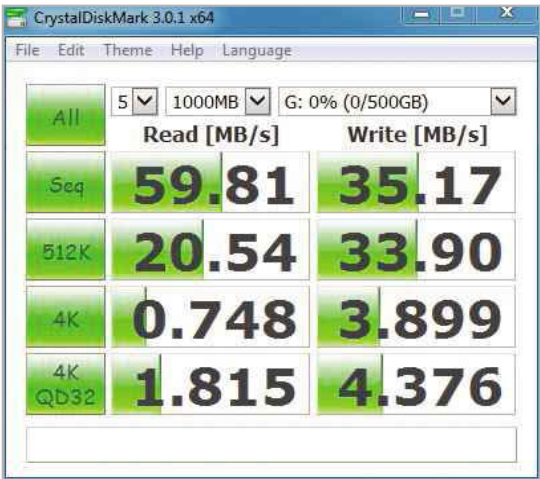 CrystalDiskMark 3.0.1 x64
File Edit Theme Help Language
All 5 1000MB G: 0% (0/500GB)
Read [MB/s] Write [MB/s]
Seq 59.81 35.17
512K 20.54 33.90
4K 0.748 3.899
4K QD32 1.815 4.376